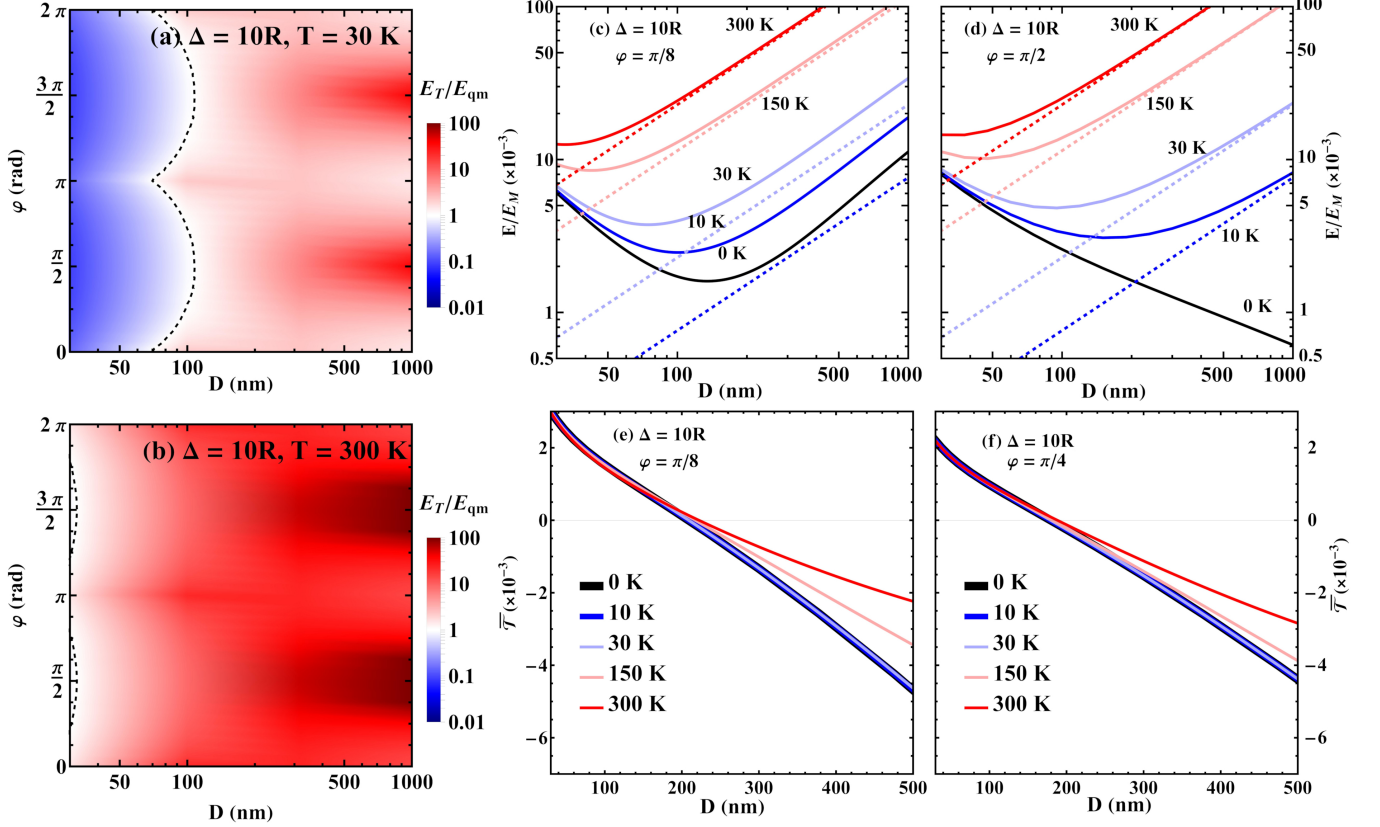 (a) Δ = 10R, T = 30 K
2 π
3 π
2
π
π
2
0
φ (rad)
50 100 500 1000
D (nm)
E_T/E_qm
100
10
1
0.1
0.01
(b) Δ = 10R, T = 300 K
2 π
3 π
2
π
π
2
0
φ (rad)
50 100 500 1000
D (nm)
E_T/E_qm
100
10
1
0.1
0.01
(c) Δ = 10R
φ = π/8
300 K
150 K
30 K
10 K
0 K
100
50
10
5
1
0.5
E/E_M (×10⁻³)
50 100 500 1000
D (nm)
(d) Δ = 10R
φ = π/2
300 K
150 K
30 K
10 K
0 K
100
50
10
5
1
0.5
E/E_M (×10⁻³)
50 100 500 1000
D (nm)
(e) Δ = 10R
φ = π/8
2
0
−2
−4
−6
𝒯̅ (×10⁻³)
0 K
10 K
30 K
150 K
300 K
100 200 300 400 500
D (nm)
(f) Δ = 10R
φ = π/4
0 K
10 K
30 K
150 K
300 K
2
0
−2
−4
−6
𝒯̅ (×10⁻³)
100 200 300 400 500
D (nm)